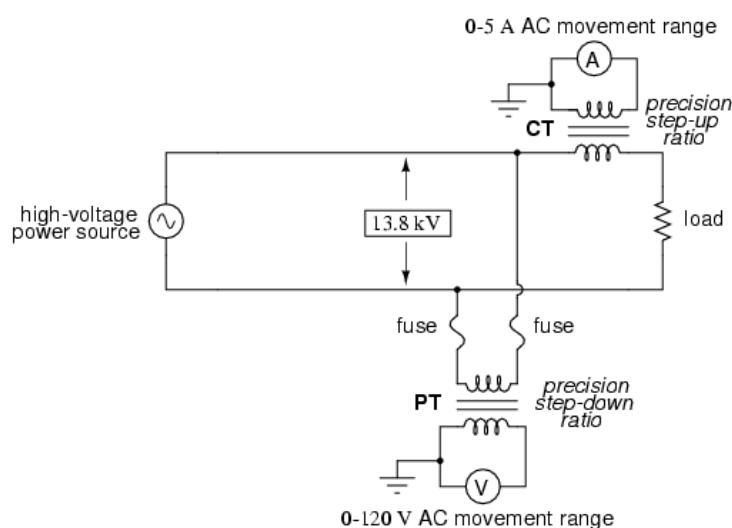 0-5 A AC movement range
A
precision
step-up
ratio
CT
high-voltage
power source
13.8 kV
load
fuse
fuse
PT
precision
step-down
ratio
V
0-120 V AC movement range